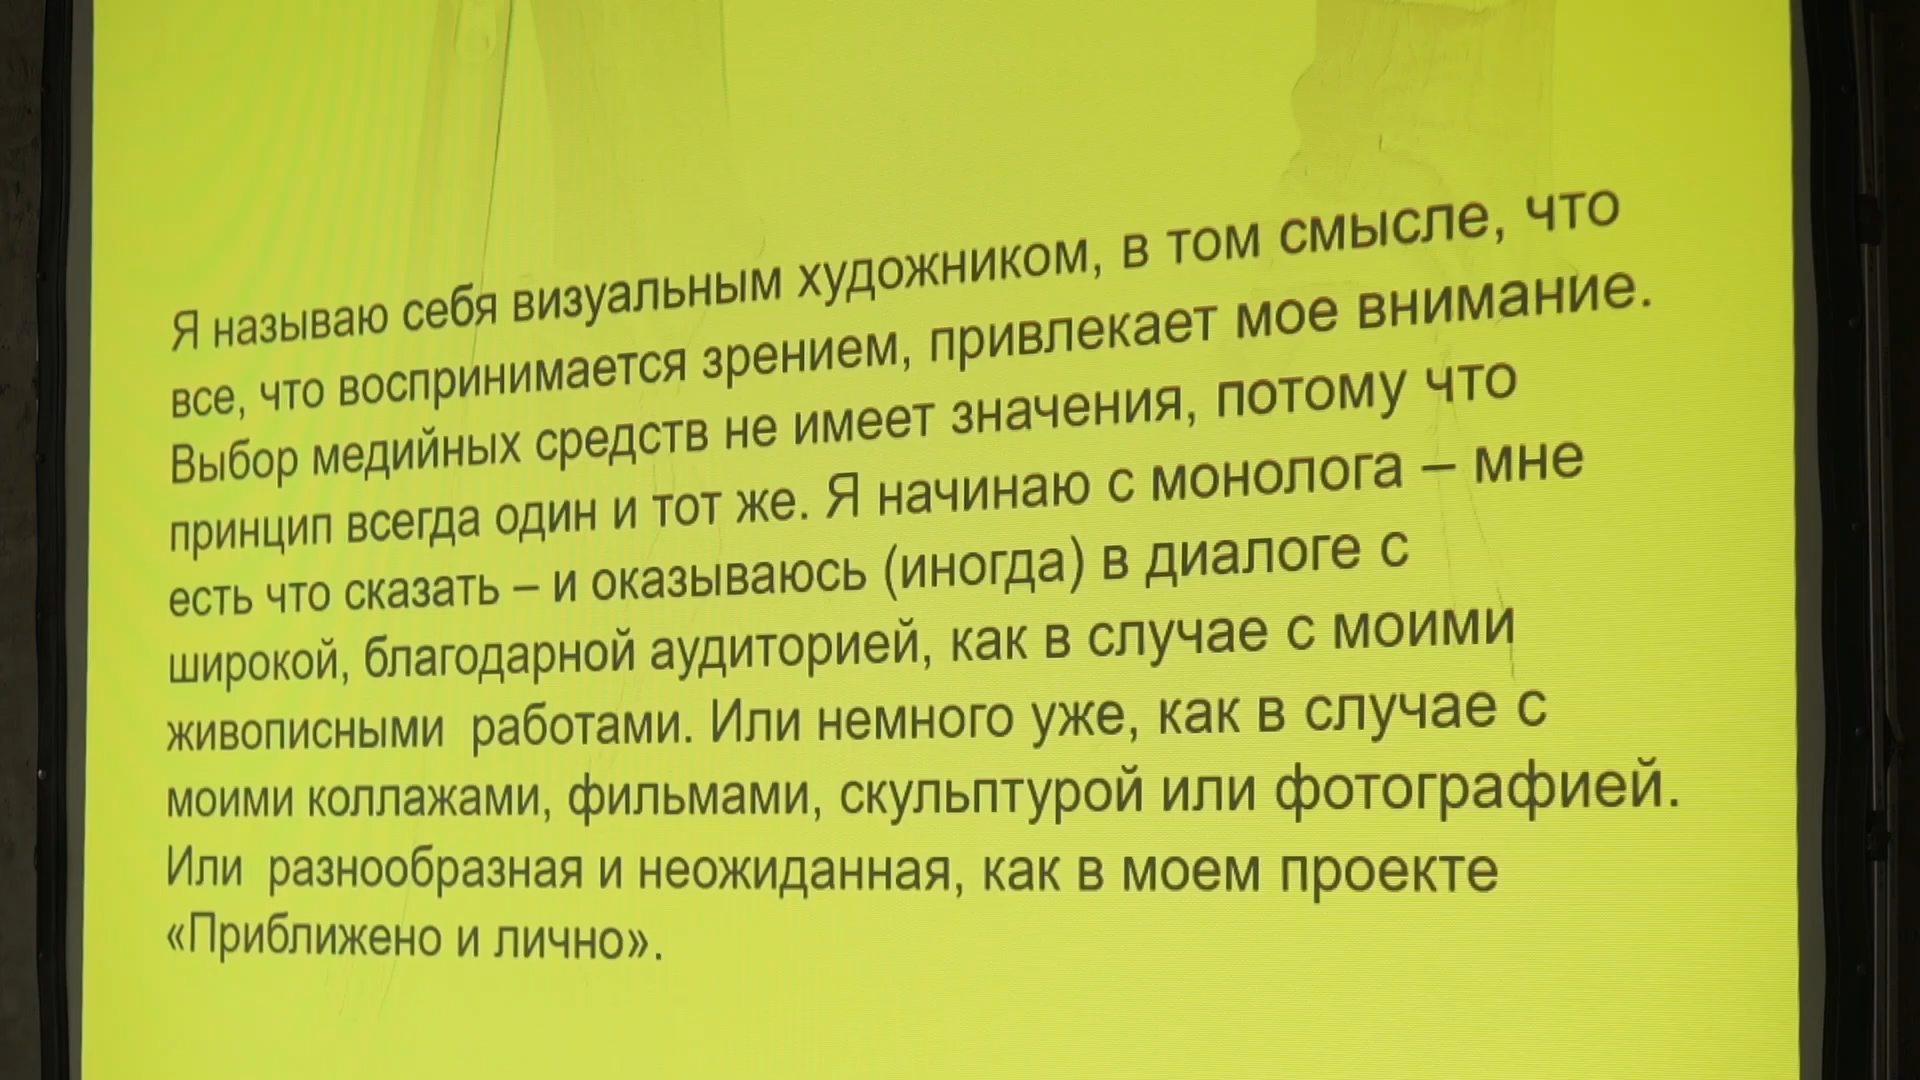 Я называю себя визуальным художником, в том смысле, что
все, что воспринимается зрением, привлекает мое внимание.
Выбор медийных средств не имеет значения, потому что
принцип всегда один и тот же. Я начинаю с монолога – мне
есть что сказать – и оказываюсь (иногда) в диалоге с
широкой, благодарной аудиторией, как в случае с моими
живописными работами. Или немного уже, как в случае с
моими коллажами, фильмами, скульптурой или фотографией.
Или разнообразная и неожиданная, как в моем проекте
«Приближено и лично».